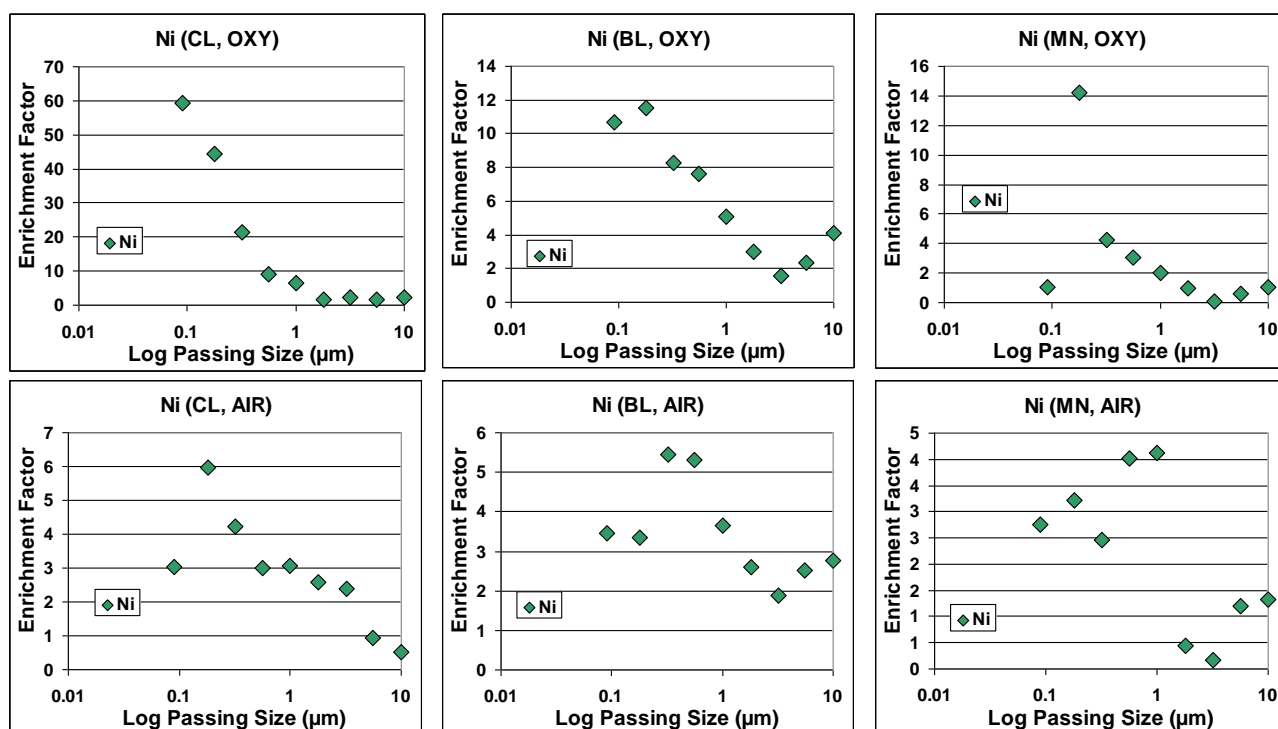 Ni (CL, OXY)
Enrichment Factor
70
60
50
40
30
20
10
0
Ni
0.01 0.1 1 10
Log Passing Size (µm)
Ni (BL, OXY)
Enrichment Factor
14
12
10
8
6
4
2
0
Ni
0.01 0.1 1 10
Log Passing Size (µm)
Ni (MN, OXY)
Enrichment Factor
16
14
12
10
8
6
4
2
0
Ni
0.01 0.1 1 10
Log Passing Size (µm)
Ni (CL, AIR)
Enrichment Factor
7
6
5
4
3
2
1
0
Ni
0.01 0.1 1 10
Log Passing Size (µm)
Ni (BL, AIR)
Enrichment Factor
6
5
4
3
2
1
0
Ni
0.01 0.1 1 10
Log Passing Size (µm)
Ni (MN, AIR)
Enrichment Factor
5
4
4
3
3
2
2
1
1
0
Ni
0.01 0.1 1 10
Log Passing Size (µm)